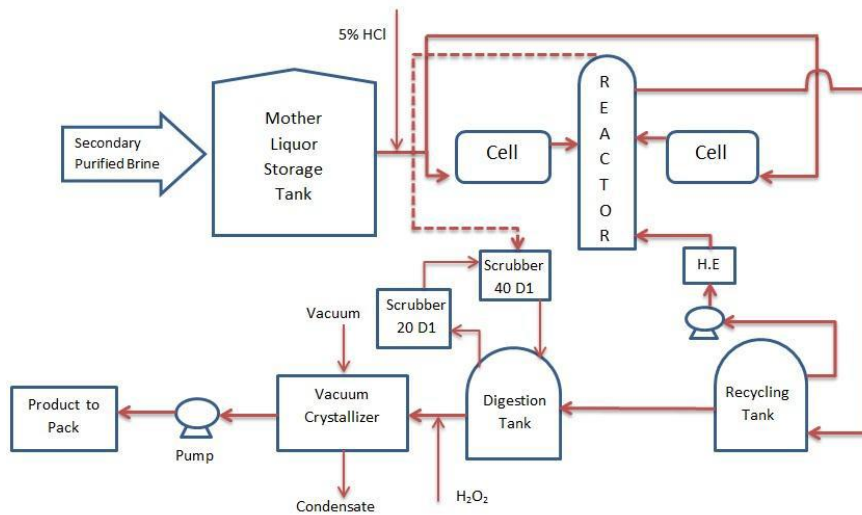 5% HCl
Secondary
Purified Brine
Mother
Liquor
Storage
Tank
Cell
R
E
A
C
T
O
R
Cell
Scrubber
40 D1
H.E
Scrubber
20 D1
Vacuum
Product to
Pack
Pump
Vacuum
Crystallizer
Condensate
H₂O₂
Digestion
Tank
Recycling
Tank